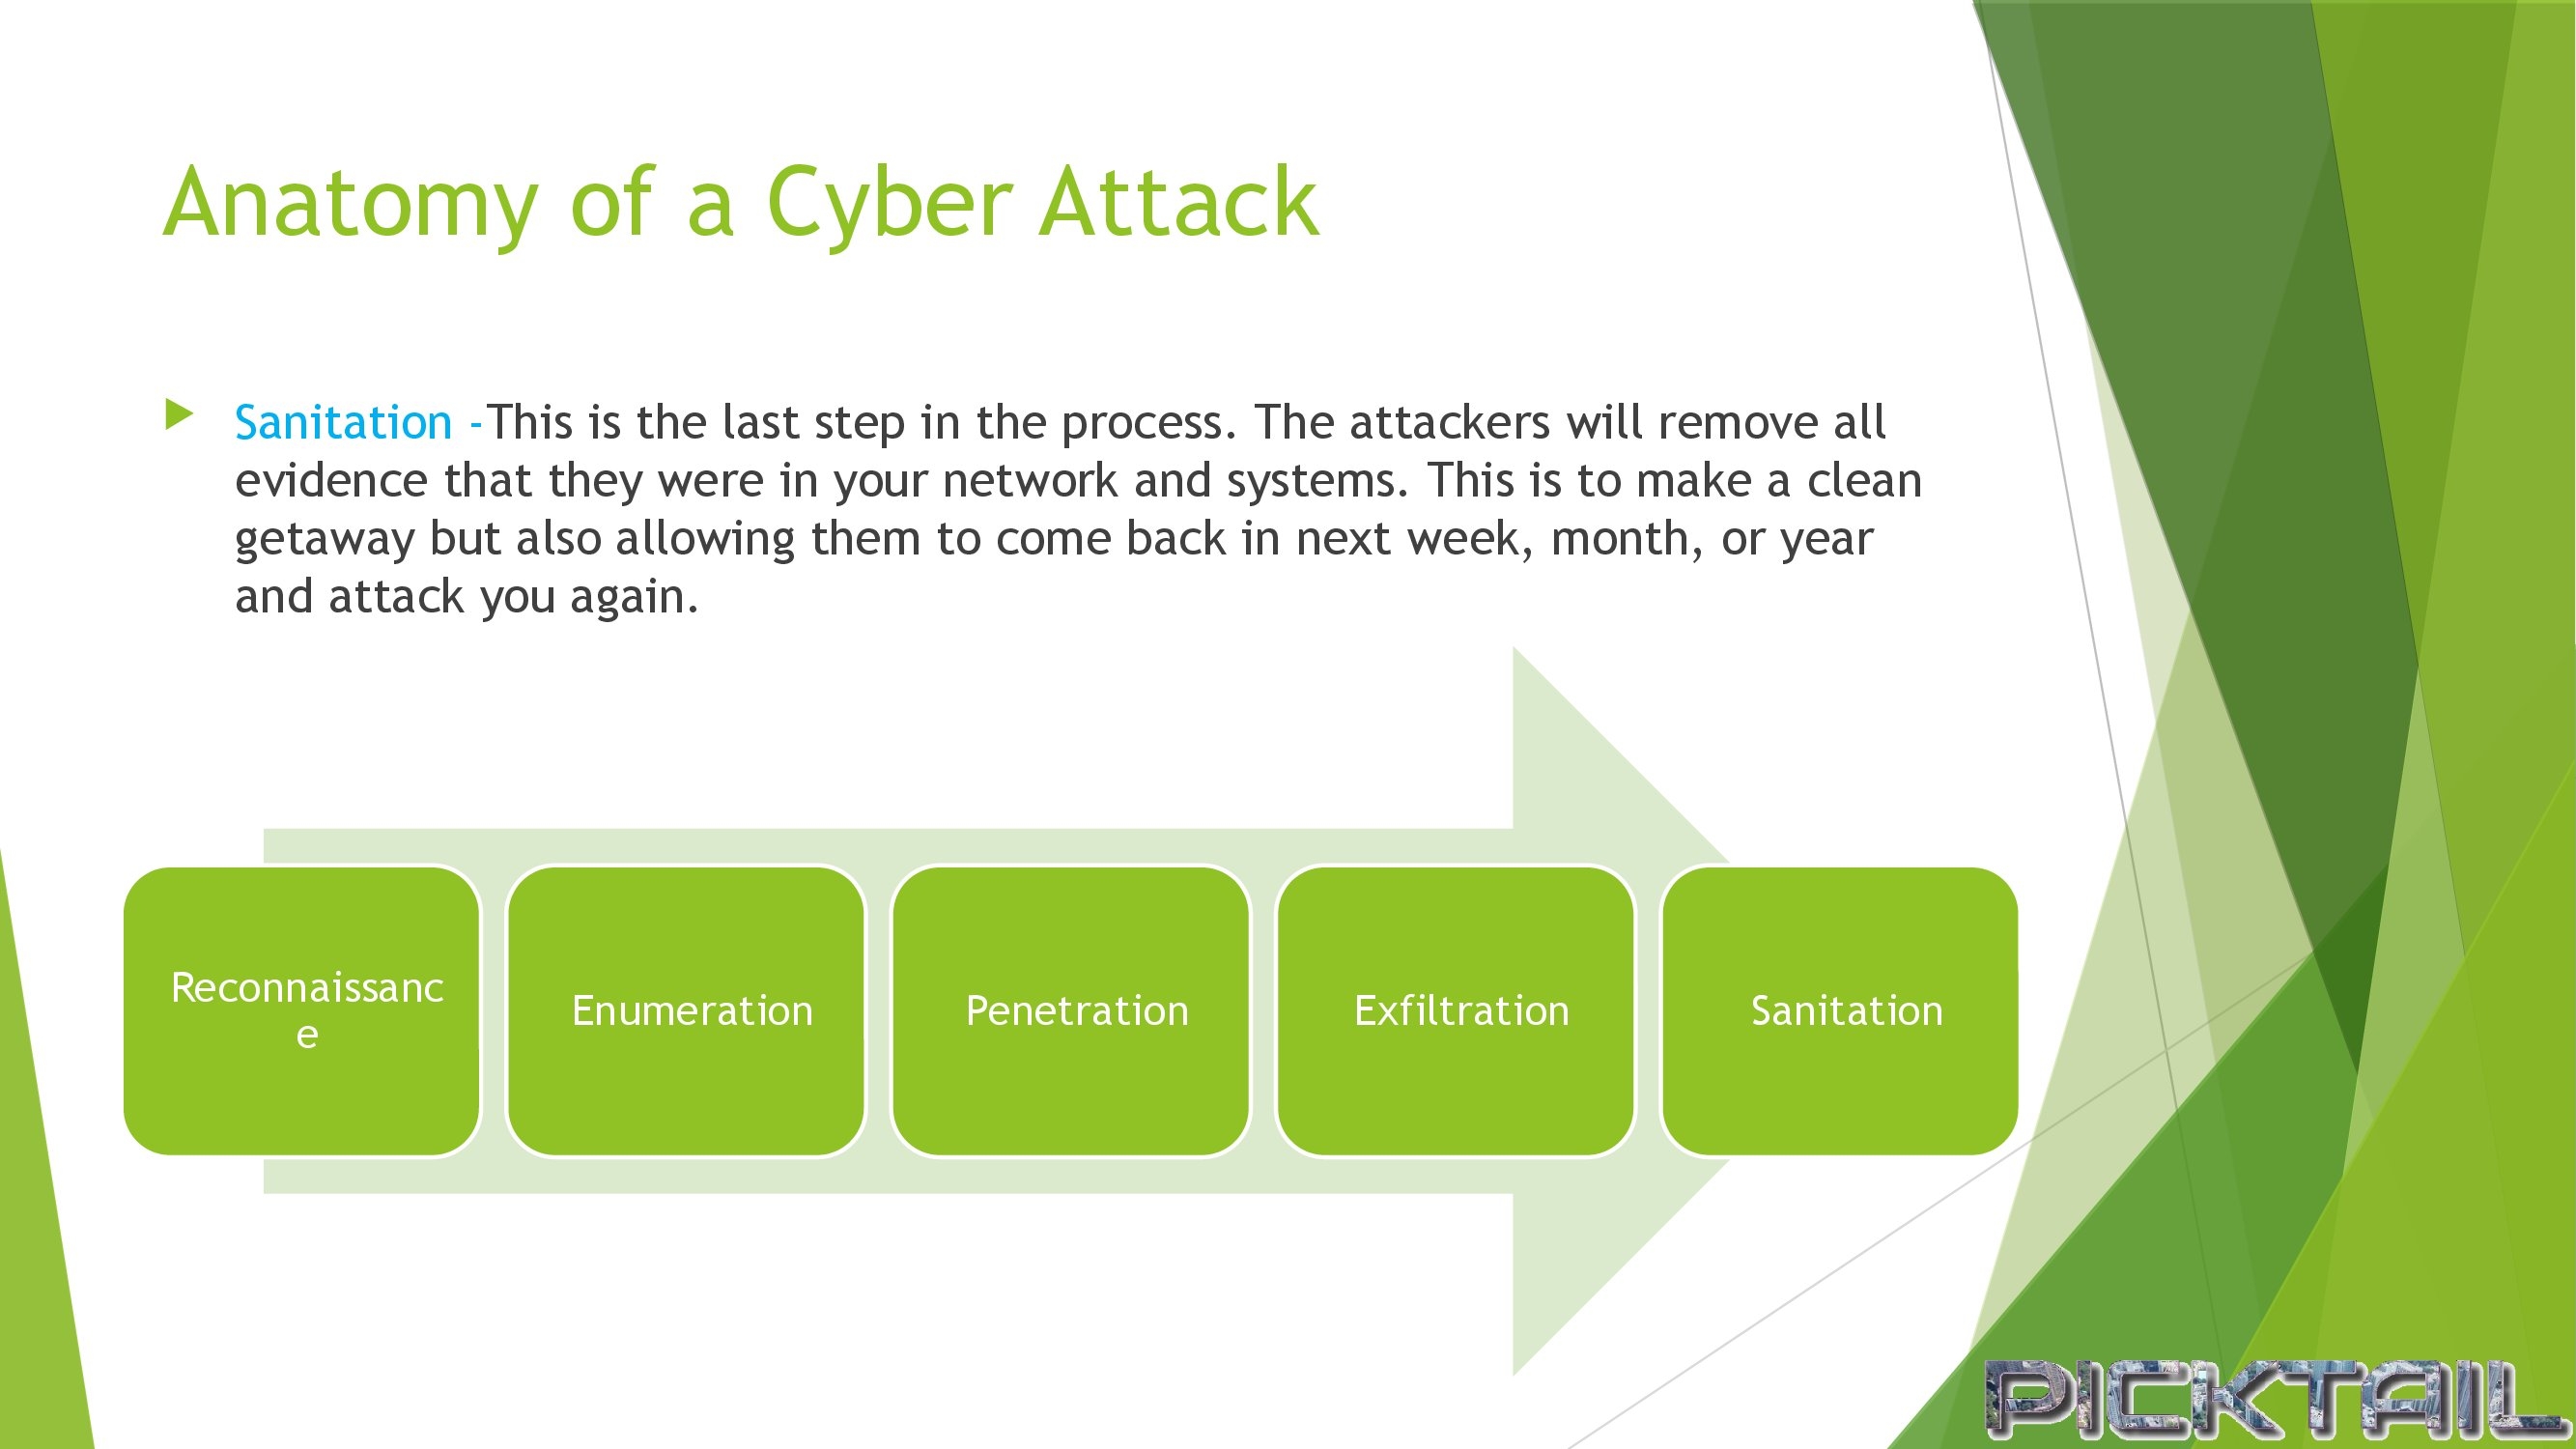 Anatomy of a Cyber Attack
Sanitation -This is the last step in the process. The attackers will remove all
evidence that they were in your network and systems. This is to make a clean
getaway but also allowing them to come back in next week, month, or year
and attack you again.
Reconnaissanc
e
Enumeration
Penetration
Exfiltration
Sanitation
PICKTAIL